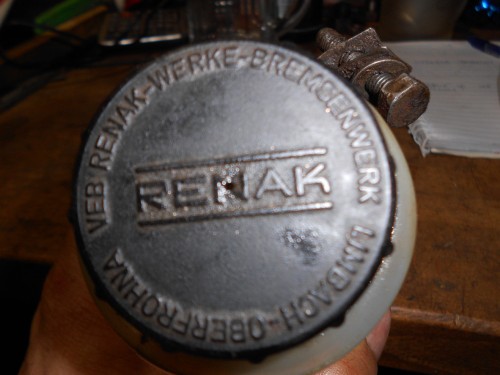 VEB RENAK-WERKE-BREMSENWERK LIMBACH-OBERFROHNA
RENAK